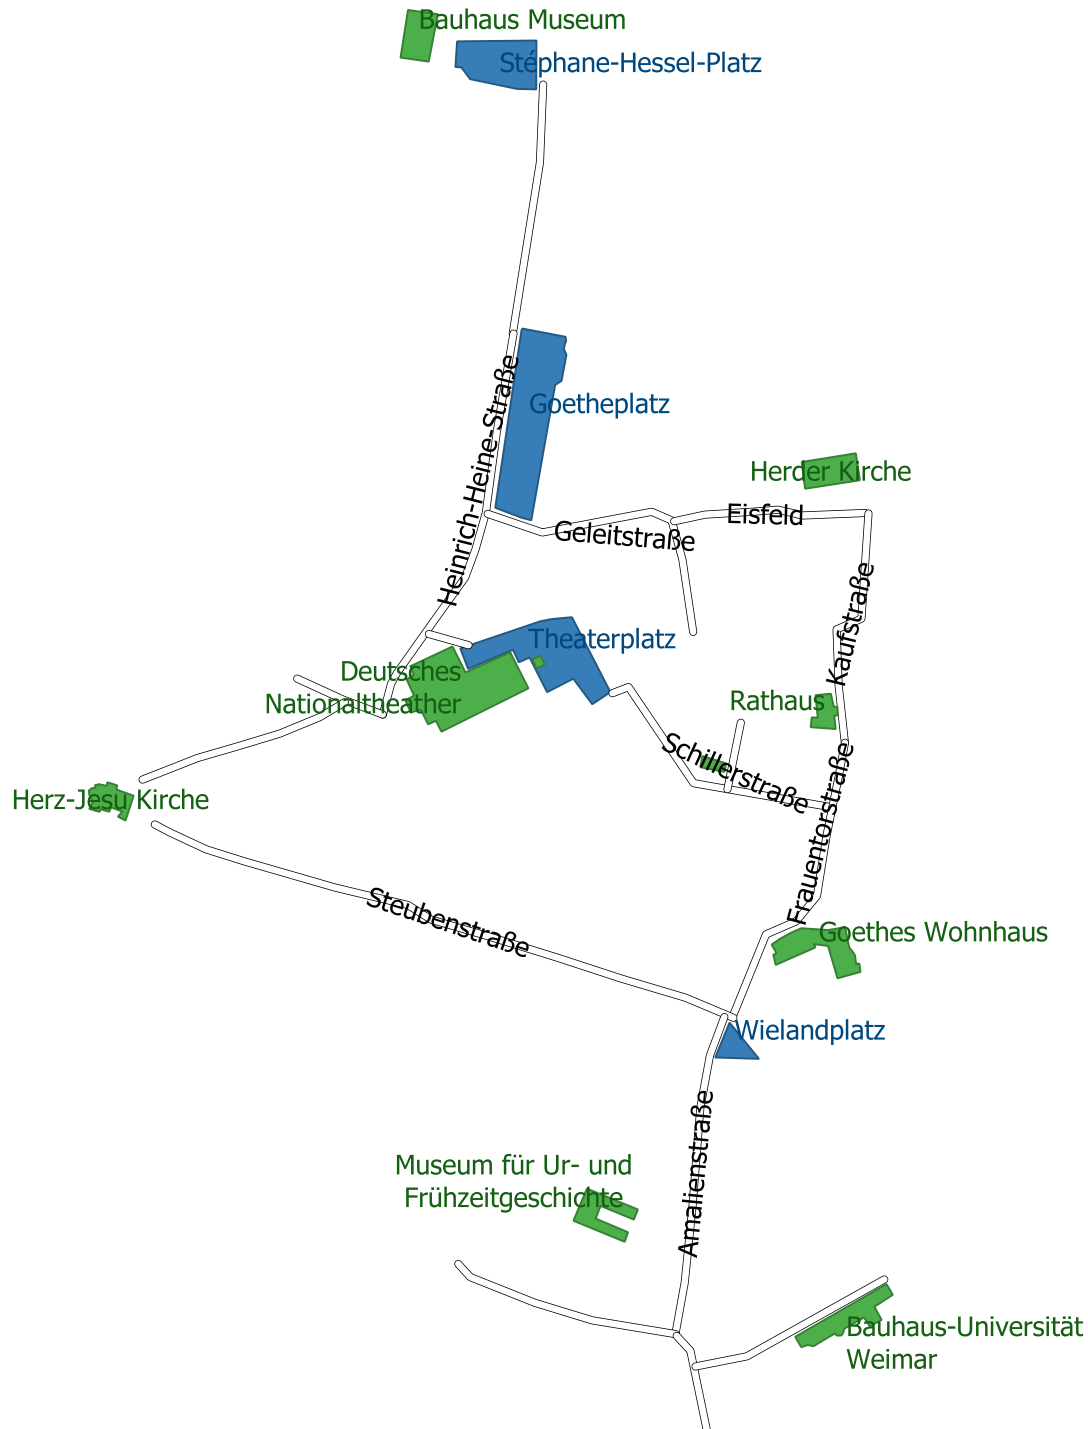 Bauhaus Museum
Stéphane-Hessel-Platz
Heinrich-Heine-Straße
Goetheplatz
Herder Kirche
Eisfeld
Geleitstraße
Kaufstraße
Theaterplatz
Deutsches
Nationaltheather
Rathaus
Schillerstraße
Herz-Jesu Kirche
Frauentorstraße
Steubenstraße
Goethes Wohnhaus
Wielandplatz
Amalienstraße
Museum für Ur- und
Frühzeitgeschichte
Bauhaus-Universität
Weimar